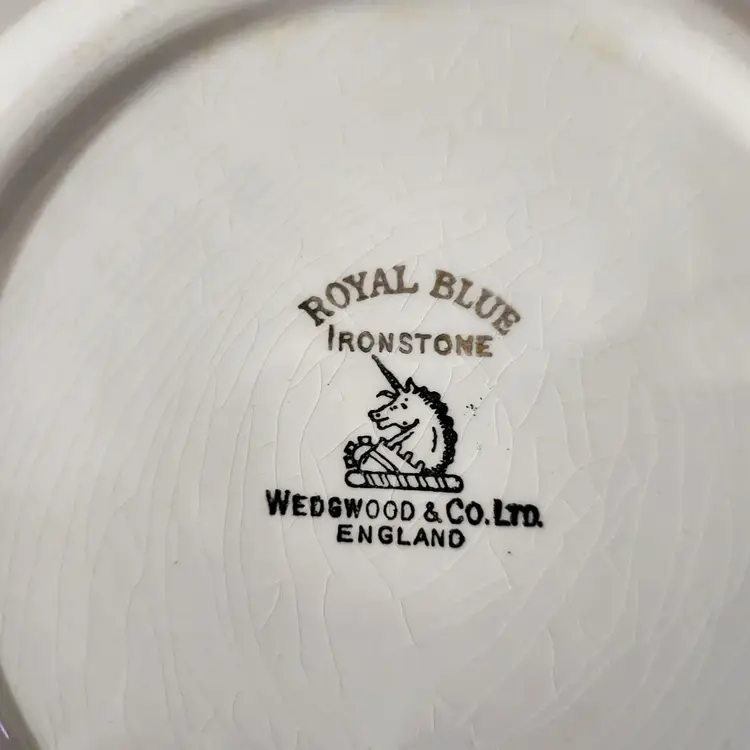 ROYAL BLUE
IRONSTONE
WEDGWOOD & CO. LTD.
ENGLAND